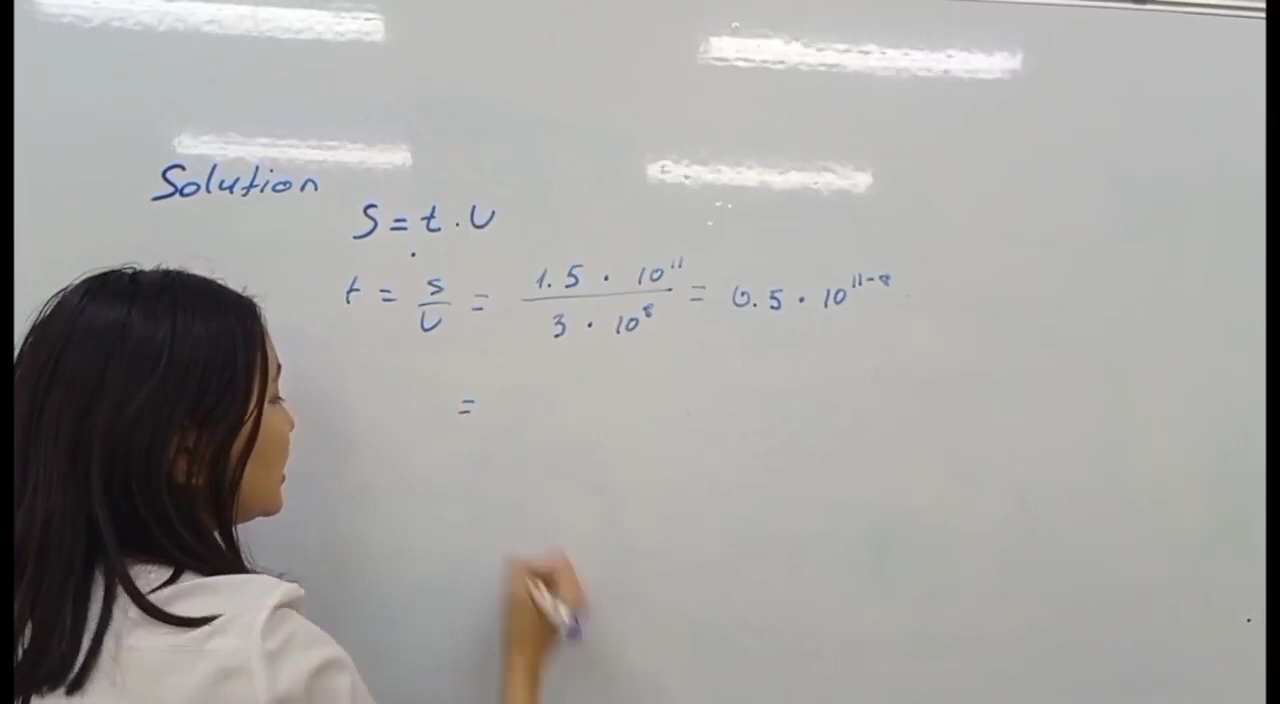 Solution
S = t . U
t = S/U = 1.5 · 10¹¹ / 3 · 10⁸ = 0.5 · 10¹¹⁻⁸
=